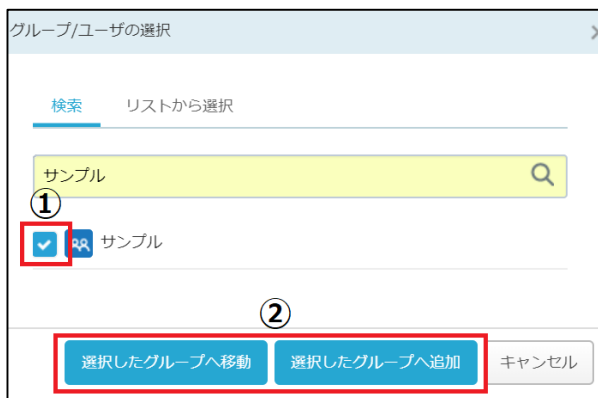 グループ/ユーザの選択
検索 リストから選択
サンプル
①
サンプル
②
選択したグループへ移動 選択したグループへ追加 キャンセル